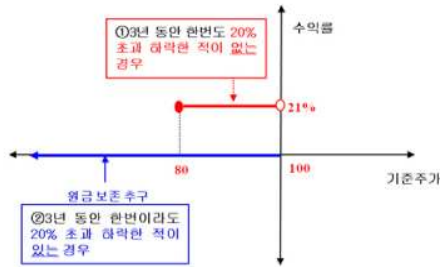 수익률
①3년 동안 한번도 20%
초과 하락한 적이 없는
경우
21%
80
100
기준주가
원금 보존 추구
②3년 동안 한번이라도
20% 초과 하락한 적이
있는 경우